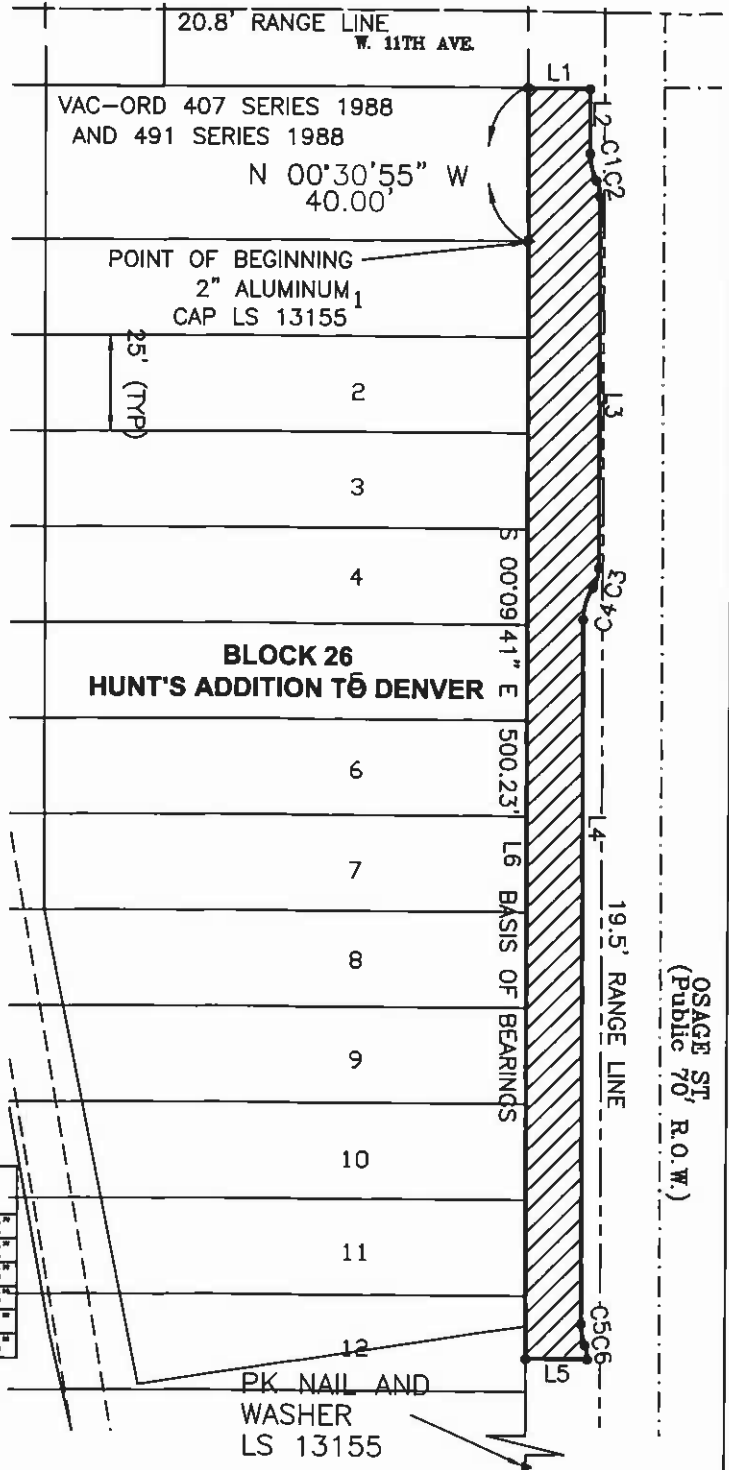 20.8' RANGE LINE
W. 11TH AVE.
L1
VAC-ORD 407 SERIES 1988
AND 491 SERIES 1988
L2
C1
C2
N 00°30'55" W
40.00'
POINT OF BEGINNING
2" ALUMINUM
CAP LS 13155
1
25' (TYP)
2
L3
3
4
C3
C4
S 00°09'41" E 500.23' L6 BASIS OF BEARINGS
BLOCK 26
HUNT'S ADDITION TO DENVER
5
6
L4
7
8
19.5' RANGE LINE
OSAGE ST
(Public 70' R.O.W.)
9
10
11
C5
C6
12
L5
PK NAIL AND
WASHER
LS 13155